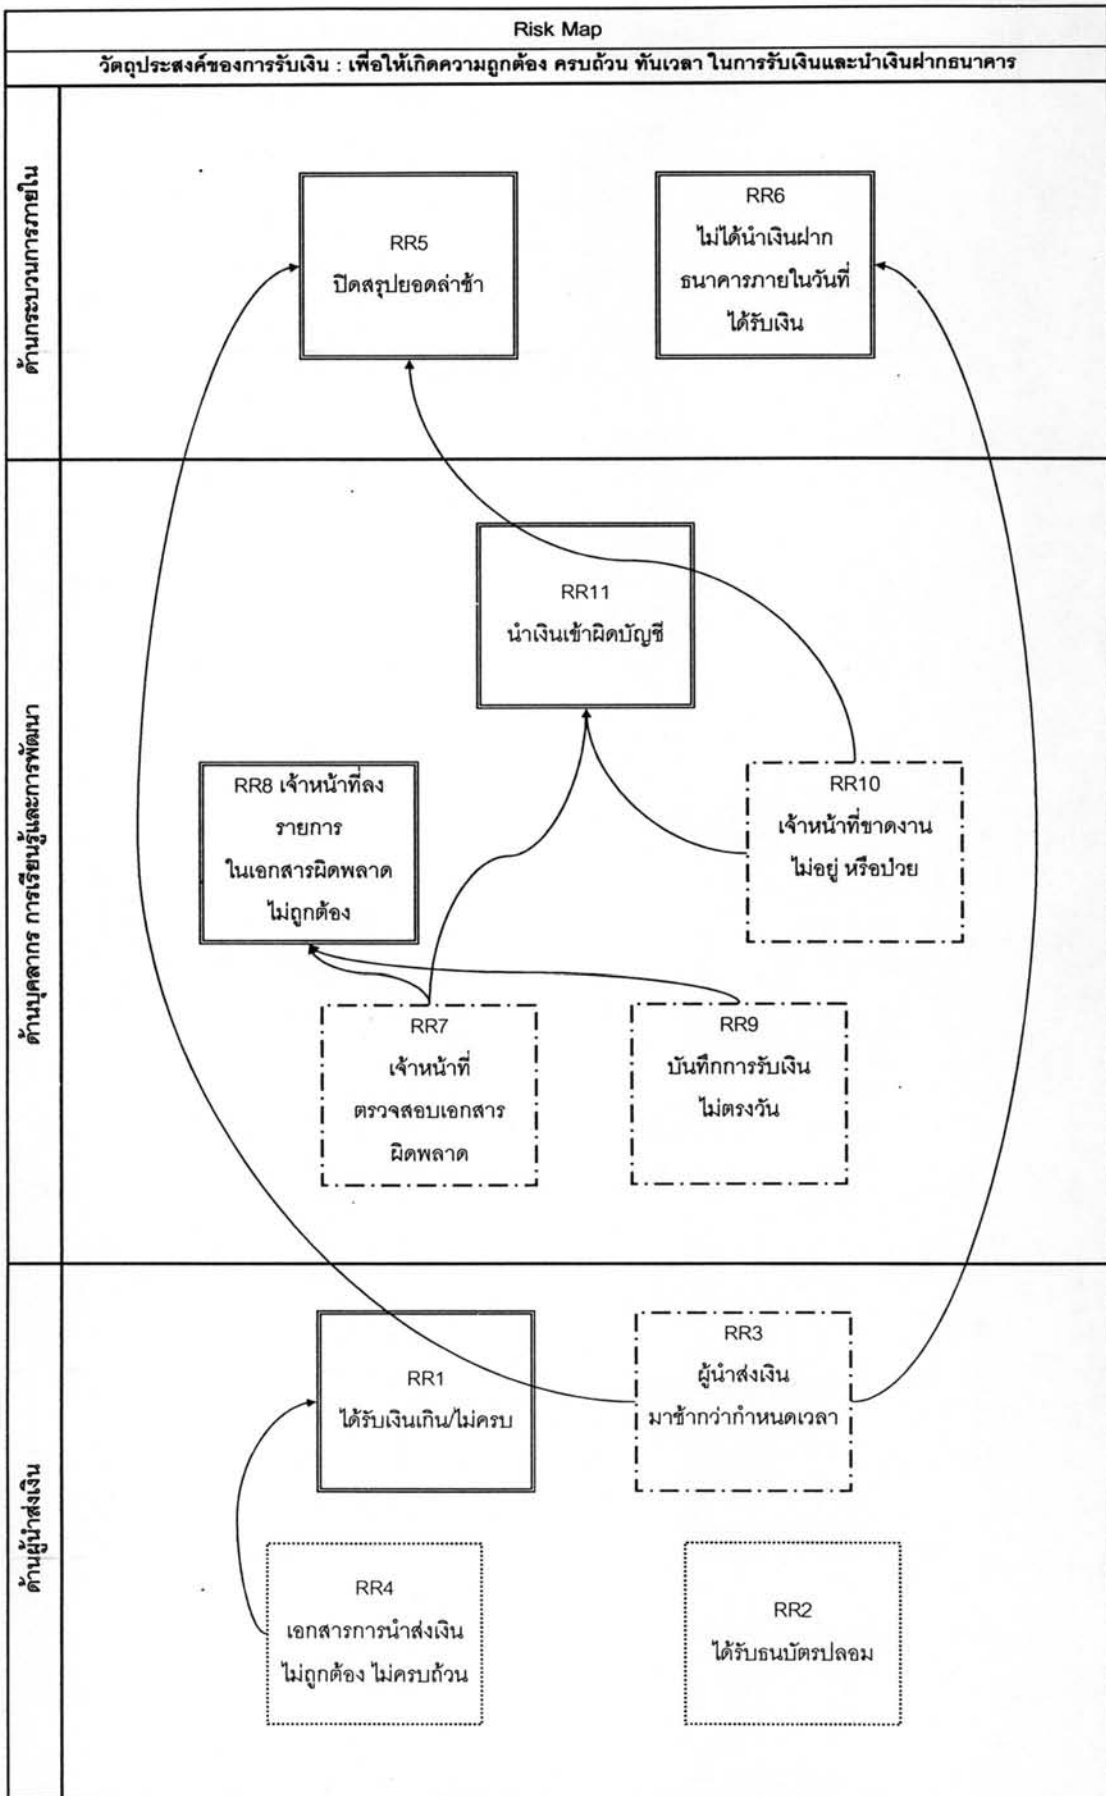 Risk Map
วัตถุประสงค์ของการรับเงิน : เพื่อให้เกิดความถูกต้อง ครบถ้วน ทันเวลา ในการรับเงินและนำเงินฝากธนาคาร
ด้านกระบวนการภายใน
RR5
ปิดสรุปยอดล่าช้า
RR6
ไม่ได้นำเงินฝาก
ธนาคารภายในวันที่
ได้รับเงิน
ด้านบุคลากร การเรียนรู้และการพัฒนา
RR11
นำเงินเข้าผิดบัญชี
RR8 เจ้าหน้าที่ลง
รายการ
ในเอกสารผิดพลาด
ไม่ถูกต้อง
RR10
เจ้าหน้าที่ขาดงาน
ไม่อยู่ หรือป่วย
RR7
เจ้าหน้าที่
ตรวจสอบเอกสาร
ผิดพลาด
RR9
บันทึกการรับเงิน
ไม่ตรงวัน
ด้านผู้นำส่งเงิน
RR1
ได้รับเงินเกิน/ไม่ครบ
RR3
ผู้นำส่งเงิน
มาช้ากว่ากำหนดเวลา
RR4
เอกสารการนำส่งเงิน
ไม่ถูกต้อง ไม่ครบถ้วน
RR2
ได้รับธนบัตรปลอม